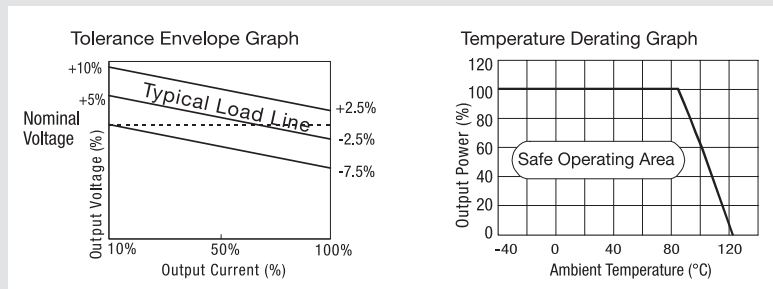 Tolerance Envelope Graph
+10%
+5%
Nominal
Voltage
Output Voltage (%)
Typical Load Line
+2.5%
-2.5%
-7.5%
10% 50% 100%
Output Current (%)
Temperature Derating Graph
120
100
80
60
40
20
0
Output Power (%)
Safe Operating Area
-40 0 40 80 120
Ambient Temperature (°C)